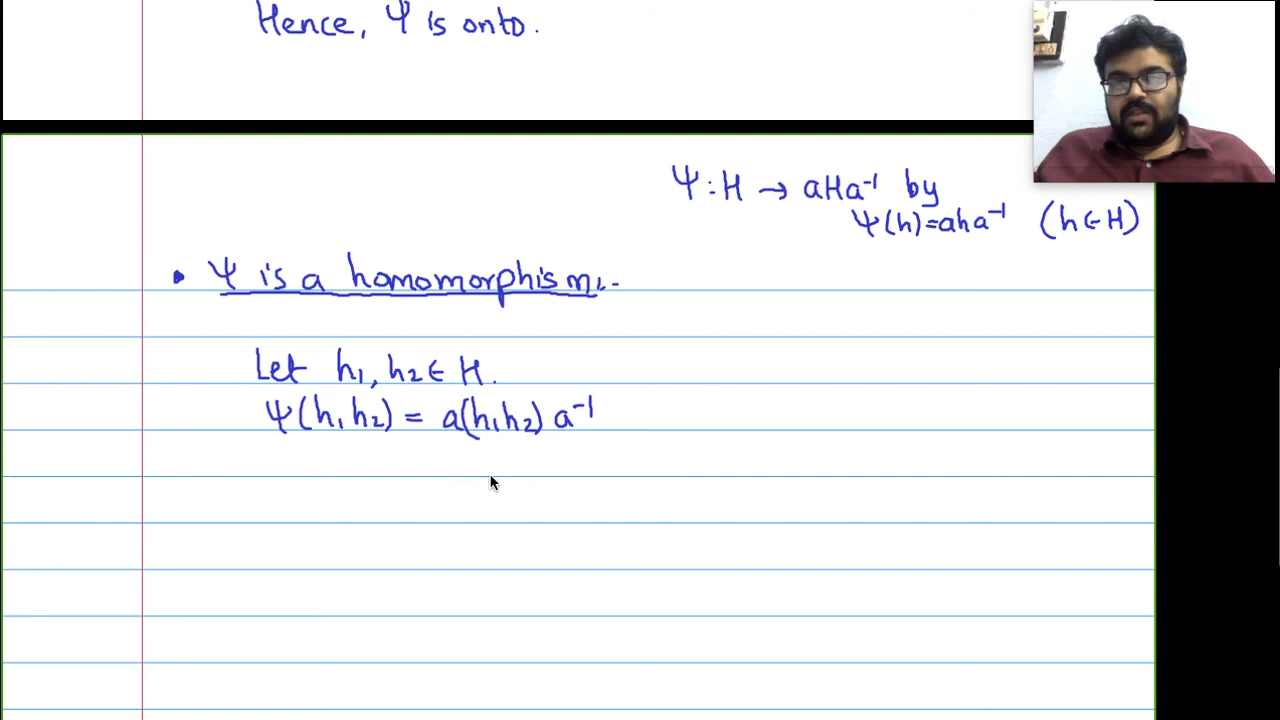 Hence, Ψ is onto.
Ψ : H → aHa⁻¹ by
Ψ(h)=aha⁻¹ (h∈H)
• Ψ is a homomorphism:-
Let h₁, h₂ ∈ H.
Ψ(h₁h₂) = a(h₁h₂)a⁻¹